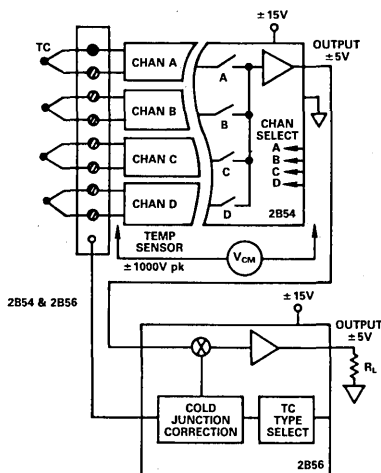 ±15V
TC
OUTPUT
±5V
CHAN A
A
CHAN B
B
CHAN
SELECT
A
B
C
D
CHAN C
C
CHAN D
D
2B54
TEMP
SENSOR
±1000V pk
VCM
2B54 & 2B56
±15V
OUTPUT
±5V
RL
COLD
JUNCTION
CORRECTION
TC
TYPE
SELECT
2B56